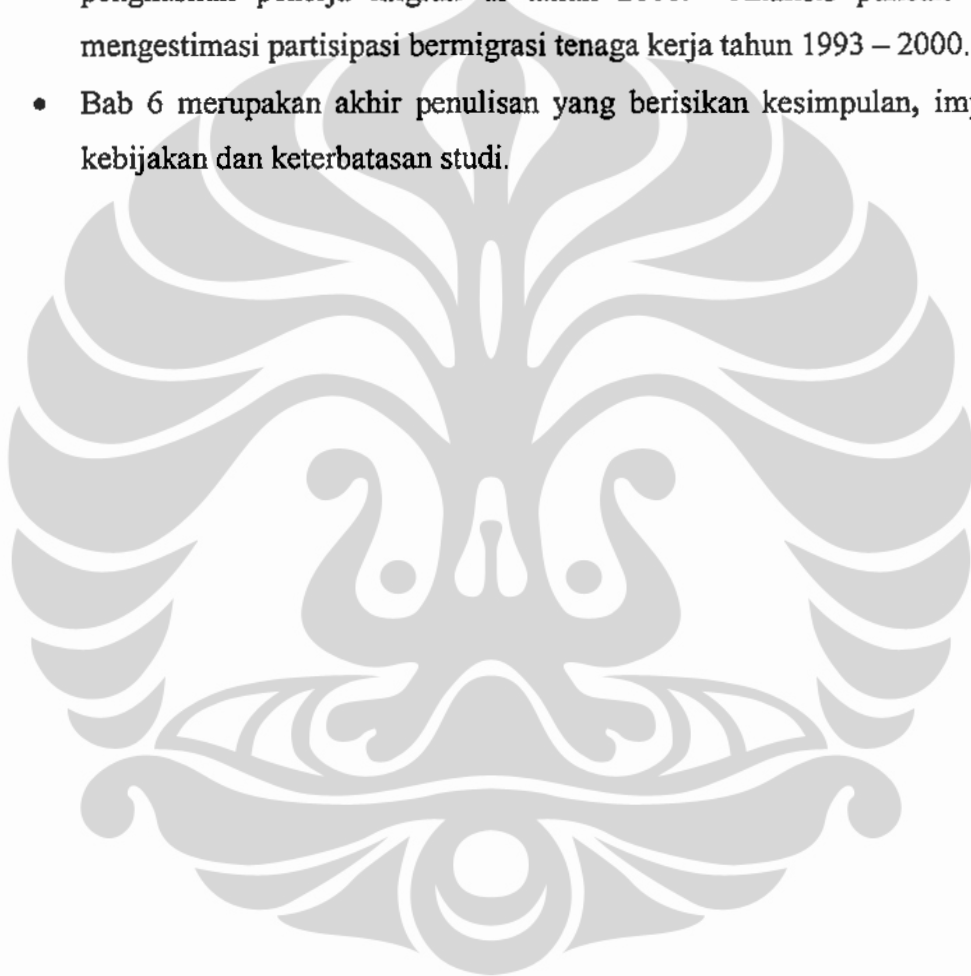 mengestimasi partisipasi bermigrasi tenaga kerja tahun 1993 – 2000.
• Bab 6 merupakan akhir penulisan yang berisikan kesimpulan,
kebijakan dan keterbatasan studi.